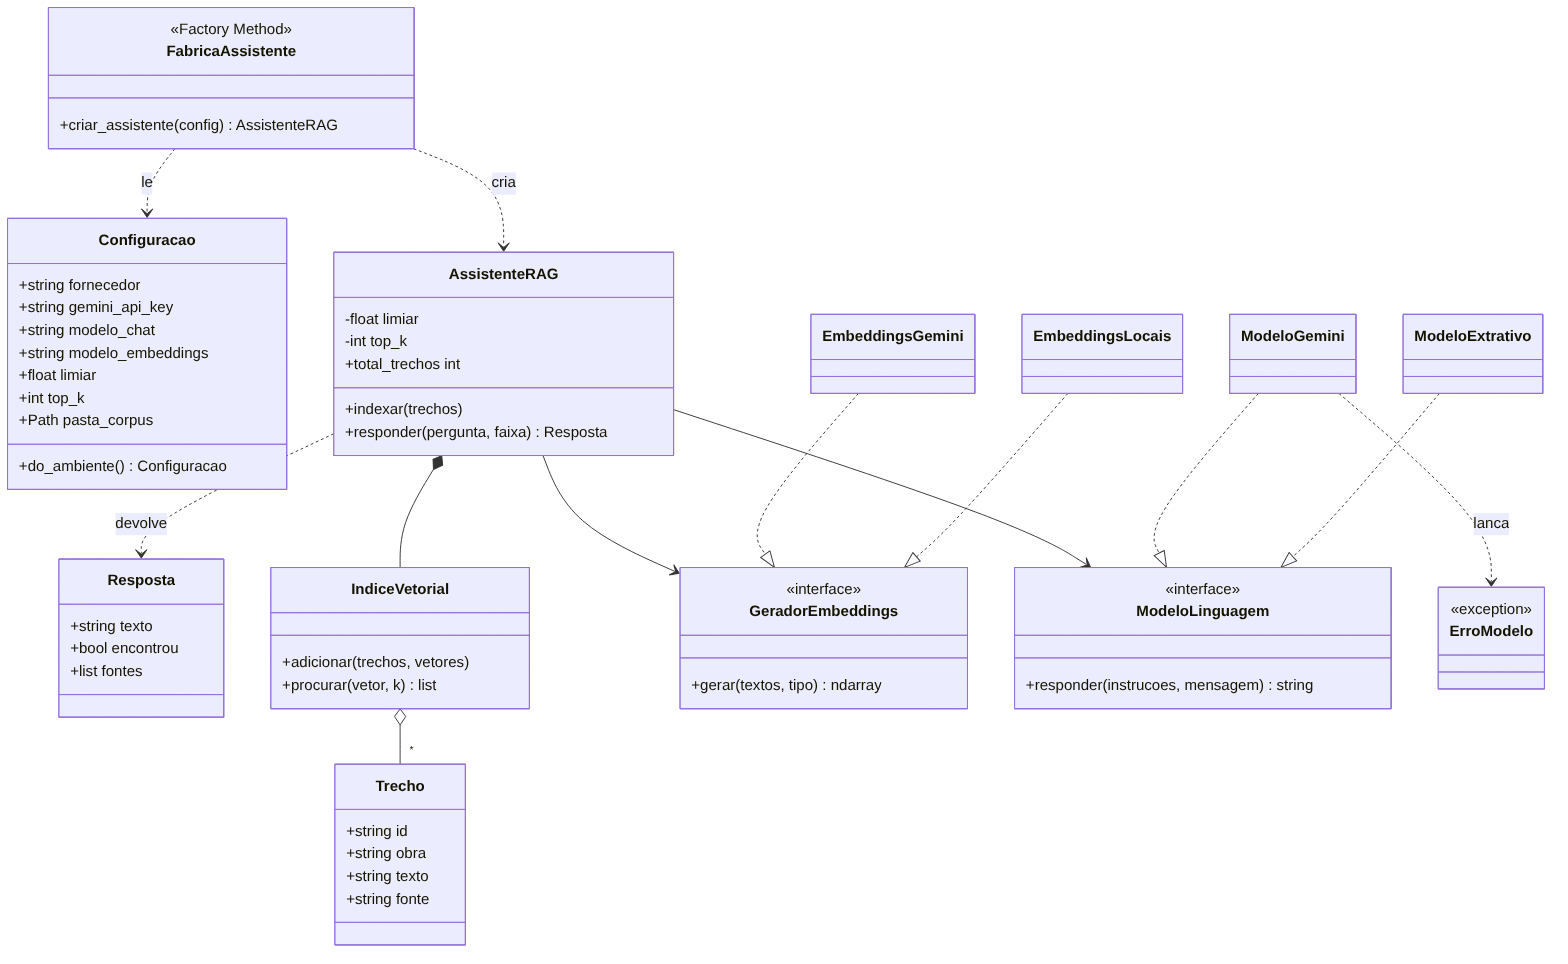 «Factory Method»
FabricaAssistente
+criar_assistente(config) : AssistenteRAG
le
cria
Configuracao
+string fornecedor
+string gemini_api_key
+string modelo_chat
+string modelo_embeddings
+float limiar
+int top_k
+Path pasta_corpus
+do_ambiente() : Configuracao
AssistenteRAG
-float limiar
-int top_k
+total_trechos int
+indexar(trechos)
+responder(pergunta, faixa) : Resposta
EmbeddingsGemini
EmbeddingsLocais
ModeloGemini
ModeloExtrativo
devolve
lanca
Resposta
+string texto
+bool encontrou
+list fontes
IndiceVetorial
+adicionar(trechos, vetores)
+procurar(vetor, k) : list
«interface»
GeradorEmbeddings
+gerar(textos, tipo) : ndarray
«interface»
ModeloLinguagem
+responder(instrucoes, mensagem) : string
«exception»
ErroModelo
*
Trecho
+string id
+string obra
+string texto
+string fonte